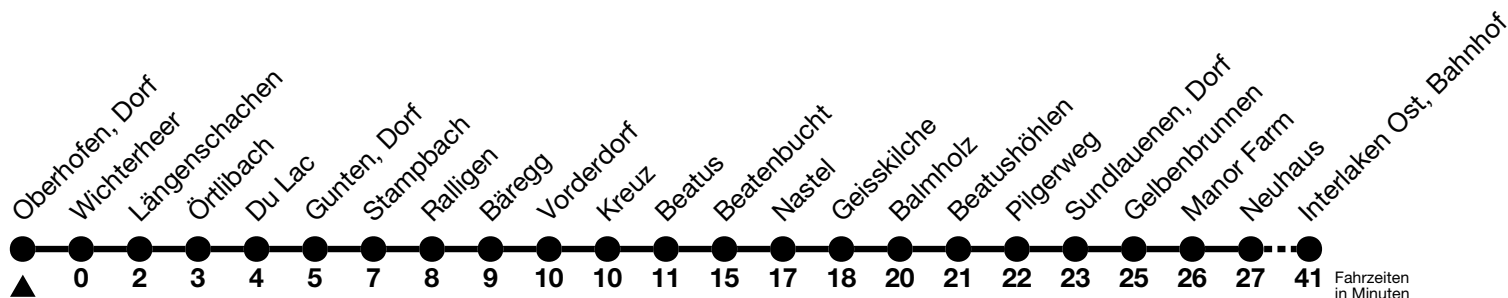 Oberhofen, Dorf
Wichterheer
Längenschachen
Örtlibach
Du Lac
Gunten, Dorf
Stampbach
Ralligen
Bäregg
Vorderdorf
Kreuz
Beatus
Beatenbucht
Nastel
Geisskilche
Balmholz
Beatushöhlen
Pilgerweg
Sundlauenen, Dorf
Gelbenbrunnen
Manor Farm
Neuhaus
Interlaken Ost, Bahnhof
0 2 3 4 5 7 8 9 10 10 11 15 17 18 20 21 22 23 25 26 27 41 Fahrzeiten
in Minuten